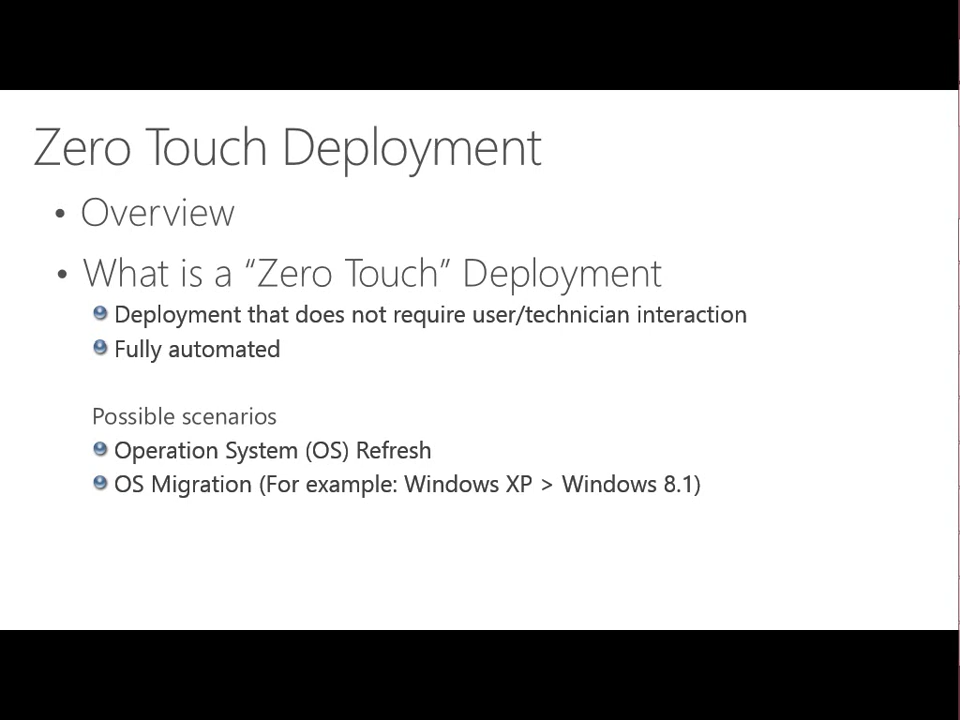 Zero Touch Deployment
• Overview
• What is a “Zero Touch” Deployment
Deployment that does not require user/technician interaction
Fully automated
Possible scenarios
Operation System (OS) Refresh
OS Migration (For example: Windows XP > Windows 8.1)